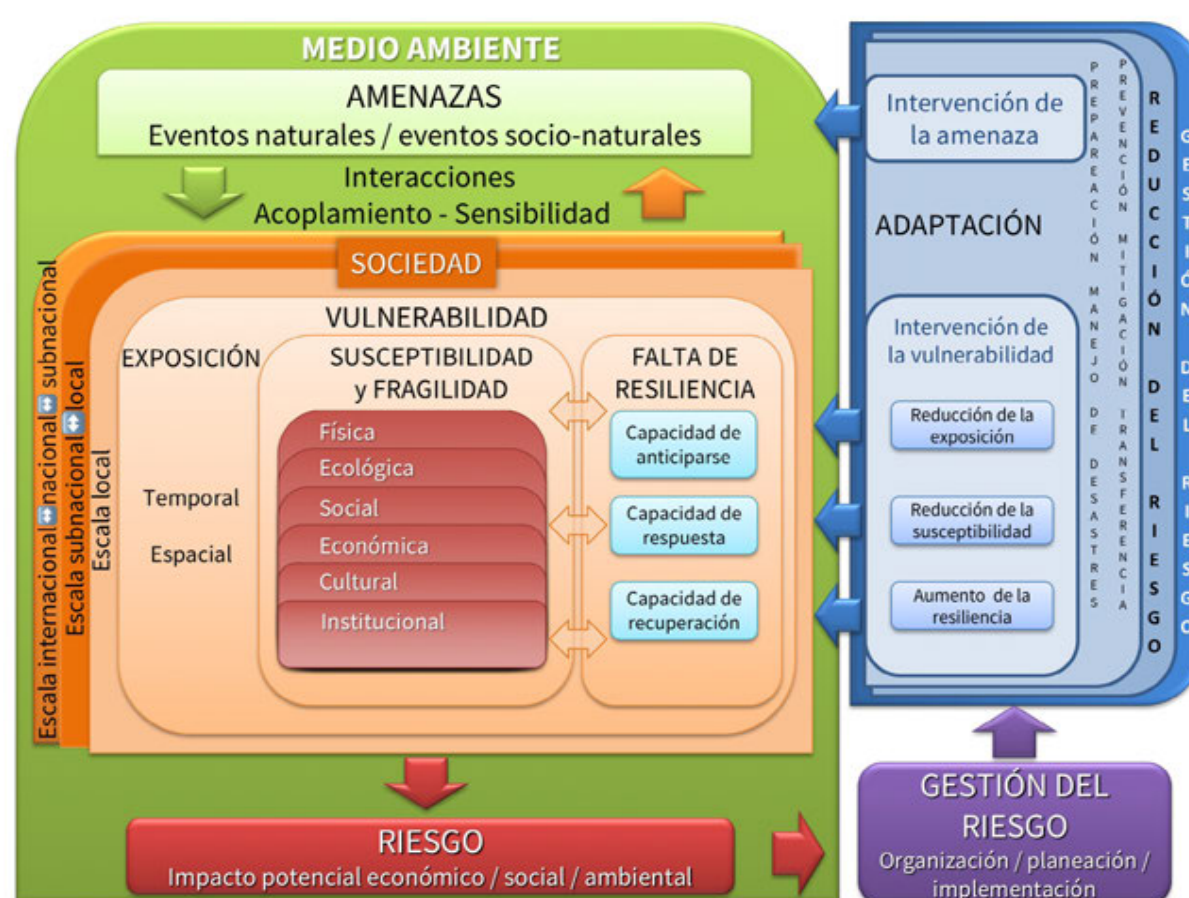 MEDIO AMBIENTE
AMENAZAS
Eventos naturales / eventos socio-naturales
Interacciones
Acoplamiento - Sensibilidad
SOCIEDAD
Escala internacional nacional subnacional
Escala subnacional local
Escala local
VULNERABILIDAD
EXPOSICIÓN
Temporal
Espacial
SUSCEPTIBILIDAD
y FRAGILIDAD
Física
Ecológica
Social
Económica
Cultural
Institucional
FALTA DE
RESILIENCIA
Capacidad de
anticiparse
Capacidad de
respuesta
Capacidad de
recuperación
RIESGO
Impacto potencial económico / social / ambiental
Intervención de
la amenaza
ADAPTACIÓN
Intervención de
la vulnerabilidad
Reducción de la
exposición
Reducción de la
susceptibilidad
Aumento de la
resiliencia
PREPAREACIÓN MANEJO DE DESASTRES
PREVENCIÓN MITIGACIÓN TRANSFERENCIA
REDUCCIÓN DEL RIESGO
GESTIÓN DEL RIESGO
GESTIÓN DEL
RIESGO
Organización / planeación /
implementación